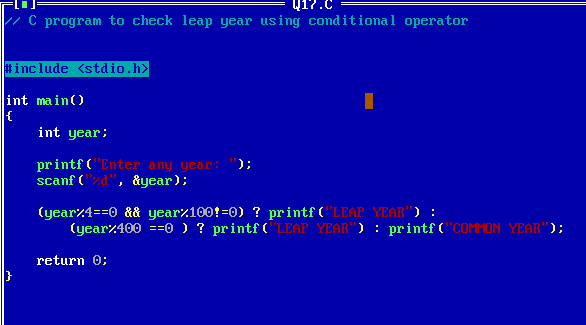 [■] Q17.C
// C program to check leap year using conditional operator
#include <stdio.h>
int main()
{
int year;
printf("Enter any year: ");
scanf("%d", &year);
(year%4==0 && year%100!=0) ? printf("LEAP YEAR") :
(year%400 ==0 ) ? printf("LEAP YEAR") : printf("COMMON YEAR");
return 0;
}